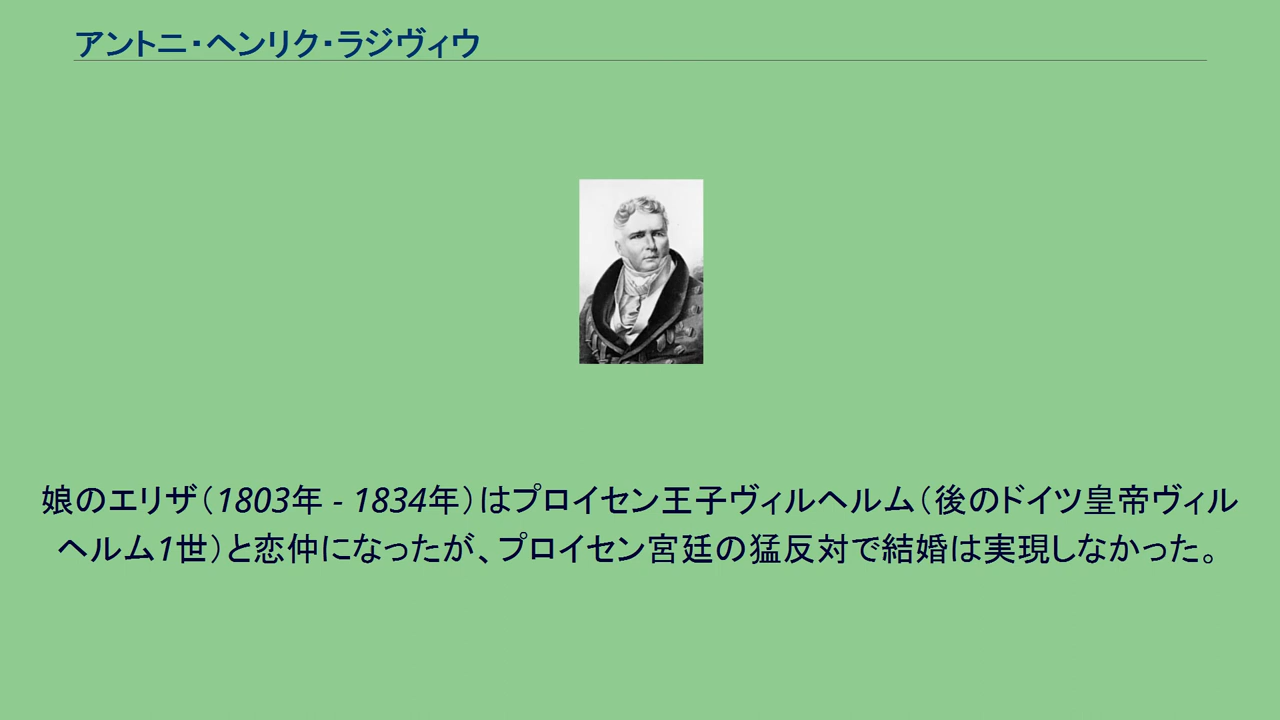 アントニ・ヘンリク・ラジヴィウ
娘のエリザ（1803年 - 1834年）はプロイセン王子ヴィルヘルム（後のドイツ皇帝ヴィル
ヘルム1世）と恋仲になったが、プロイセン宮廷の猛反対で結婚は実現しなかった。